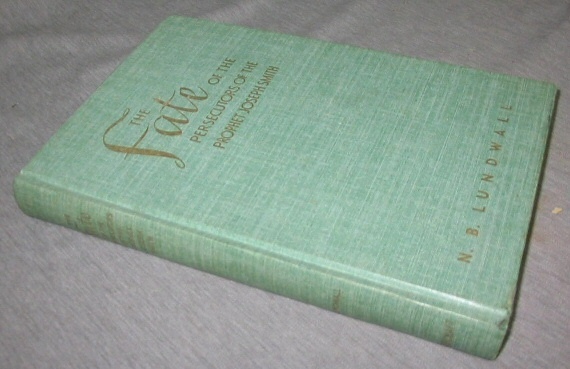 THE
Fate
OF THE
PERSECUTORS OF THE
PROPHET JOSEPH SMITH
N. B. LUNDWALL